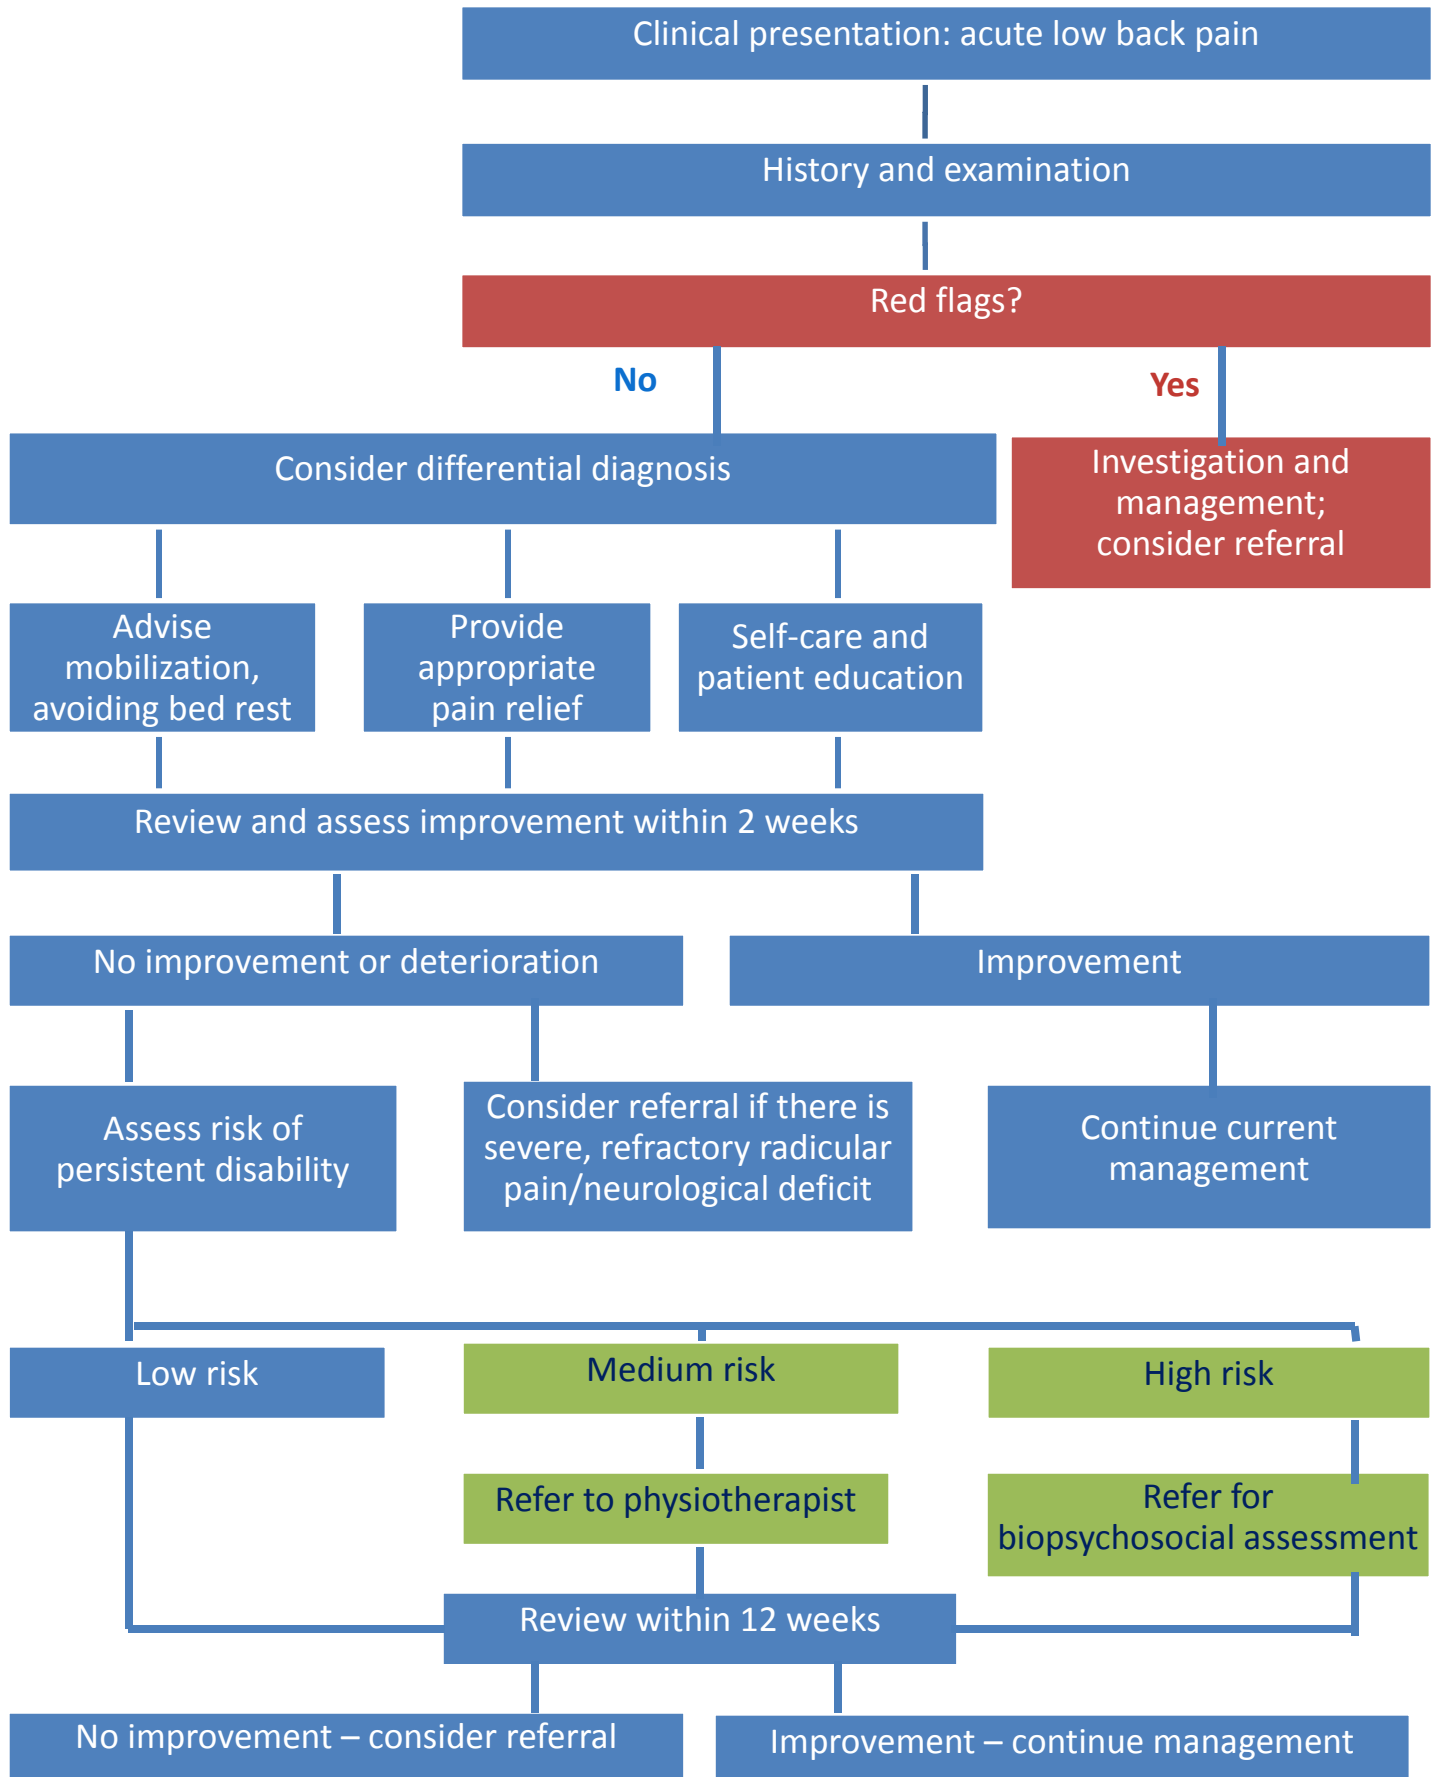 Clinical presentation: acute low back pain
History and examination
Red flags?
No
Yes
Consider differential diagnosis
Investigation and
management;
consider referral
Advise
mobilization,
avoiding bed rest
Provide
appropriate
pain relief
Self-care and
patient education
Review and assess improvement within 2 weeks
No improvement or deterioration
Improvement
Assess risk of
persistent disability
Consider referral if there is
severe, refractory radicular
pain/neurological deficit
Continue current
management
Low risk
Medium risk
High risk
Refer to physiotherapist
Refer for
biopsychosocial assessment
Review within 12 weeks
No improvement – consider referral
Improvement – continue management